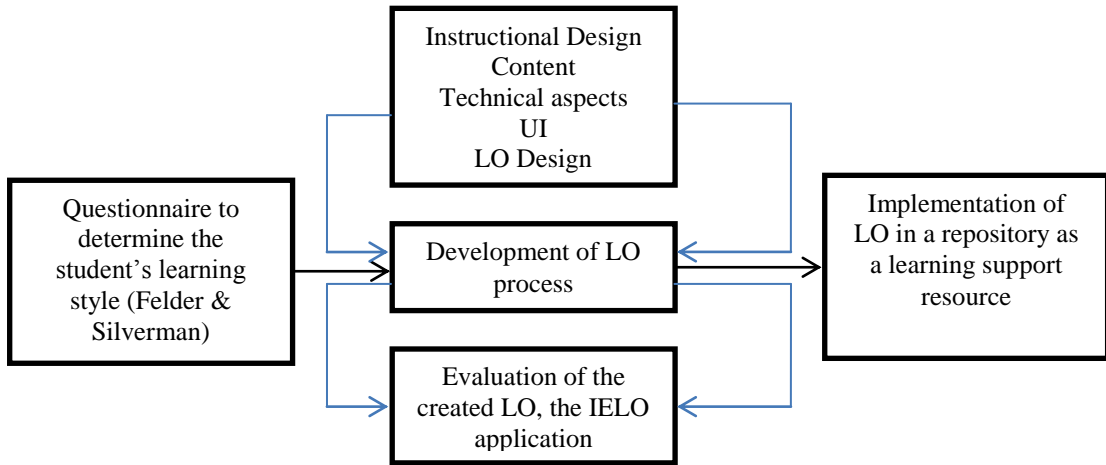 Instructional Design
Content
Technical aspects
UI
LO Design
Questionnaire to
determine the
student's learning
style (Felder &
Silverman)
Development of LO
process
Implementation of
LO in a repository as
a learning support
resource
Evaluation of the
created LO, the IELO
application